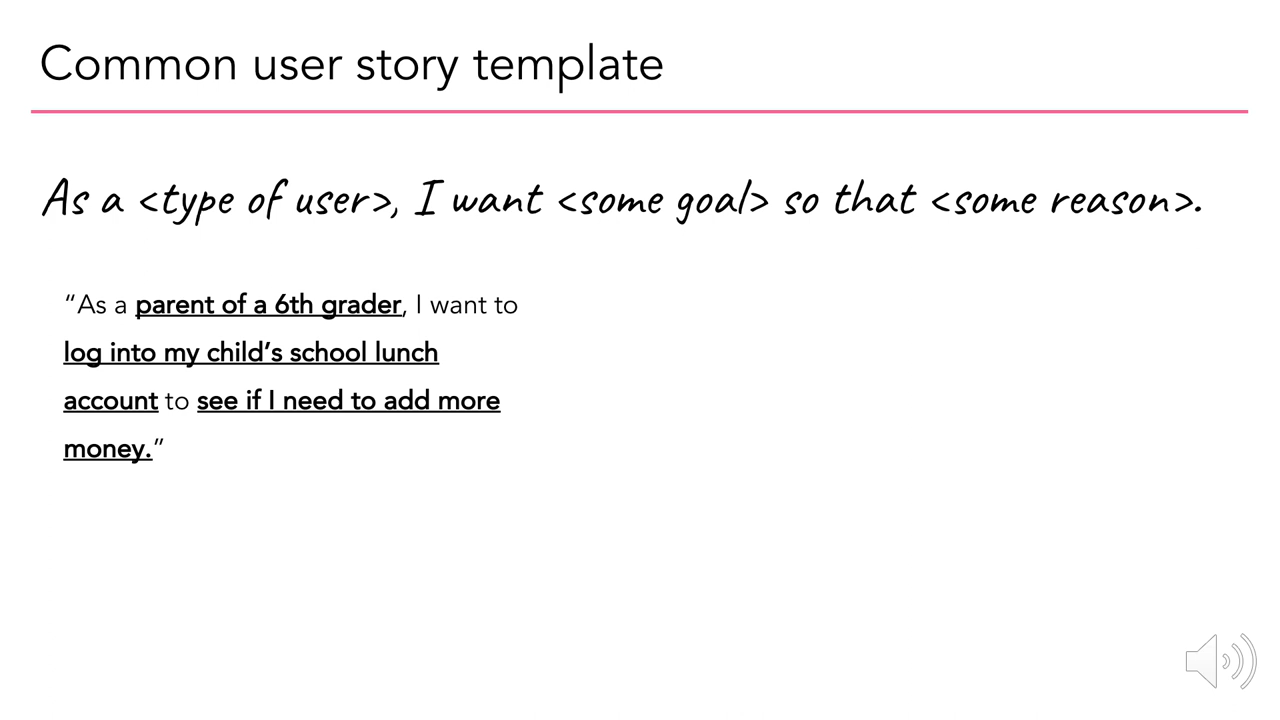 Common user story template
As a <type of user>, I want <some goal> so that <some reason>.
“As a parent of a 6th grader, I want to
log into my child’s school lunch
account to see if I need to add more
money.”